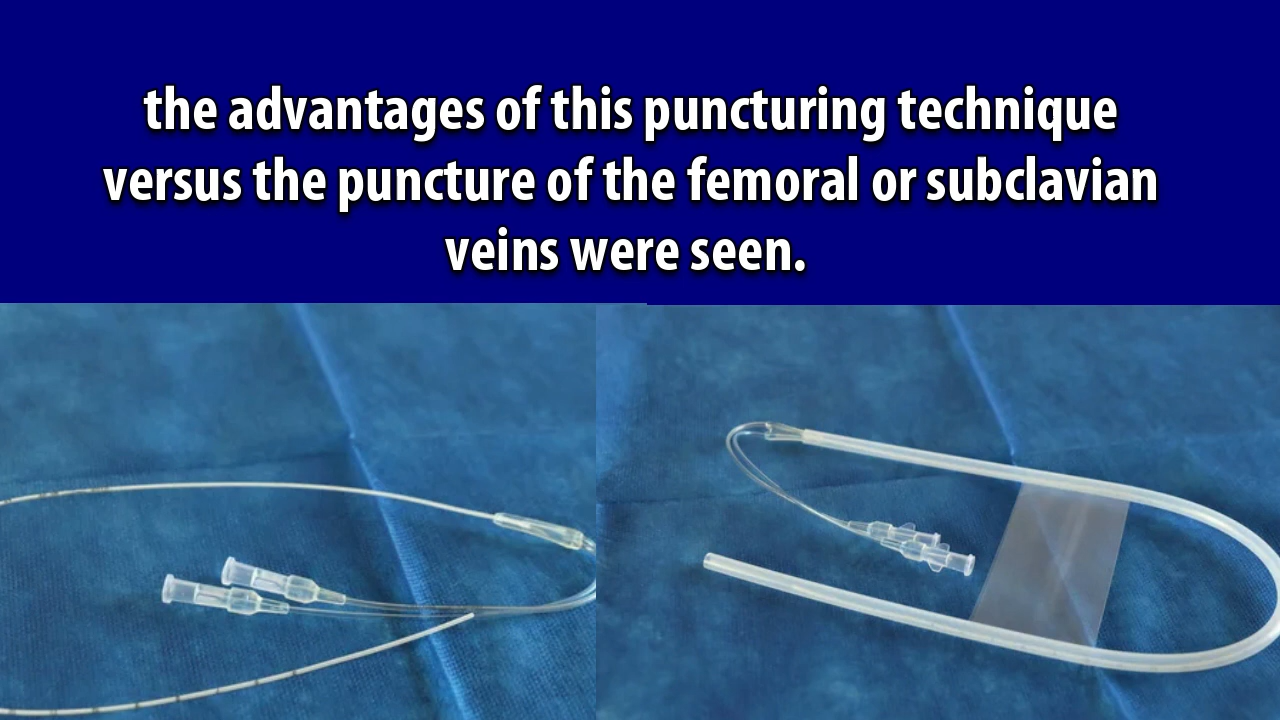 the advantages of this puncturing technique
versus the puncture of the femoral or subclavian
veins were seen.